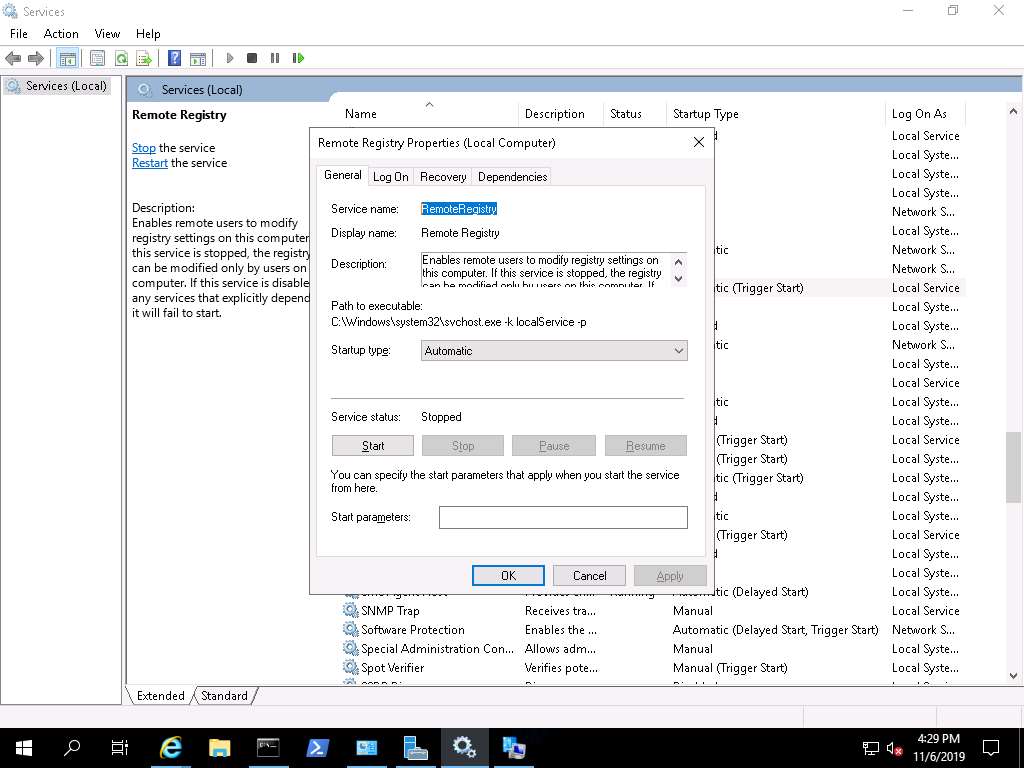 Services
File Action View Help
Services (Local)
Services (Local)
Remote Registry
Stop the service
Restart the service
Description:
Enables remote users to modify
registry settings on this computer
this service is stopped, the registry
can be modified only by users on
computer. If this service is disable
any services that explicitly depend
it will fail to start.
Name Description Status Startup Type Log On As
Local Service
Local Syste...
Local Syste...
Local Syste...
Network S...
Local Syste...
Network S...
Network S...
tic (Trigger Start) Local Service
Local Syste...
Local Syste...
Network S...
Local Syste...
Local Service
Local Syste...
Local Syste...
(Trigger Start) Local Service
(Trigger Start) Local Syste...
tic (Trigger Start) Local Syste...
Local Syste...
Local Syste...
(Trigger Start) Local Service
Local Syste...
Local Syste...
tic (Delayed Start) Local Syste...
SNMP Trap Receives tra... Manual Local Service
Software Protection Enables the ... Automatic (Delayed Start, Trigger Start) Network S...
Special Administration Con... Allows adm... Manual Local Syste...
Spot Verifier Verifies pote... Manual (Trigger Start) Local Syste...
Remote Registry Properties (Local Computer)
General Log On Recovery Dependencies
Service name: RemoteRegistry
Display name: Remote Registry
Description: Enables remote users to modify registry settings on
this computer. If this service is stopped, the registry
can be modified only by users on this computer. If
Path to executable:
C:\Windows\system32\svchost.exe -k localService -p
Startup type: Automatic
Service status: Stopped
Start Stop Pause Resume
You can specify the start parameters that apply when you start the service
from here.
Start parameters:
OK Cancel Apply
Extended Standard
4:29 PM
11/6/2019